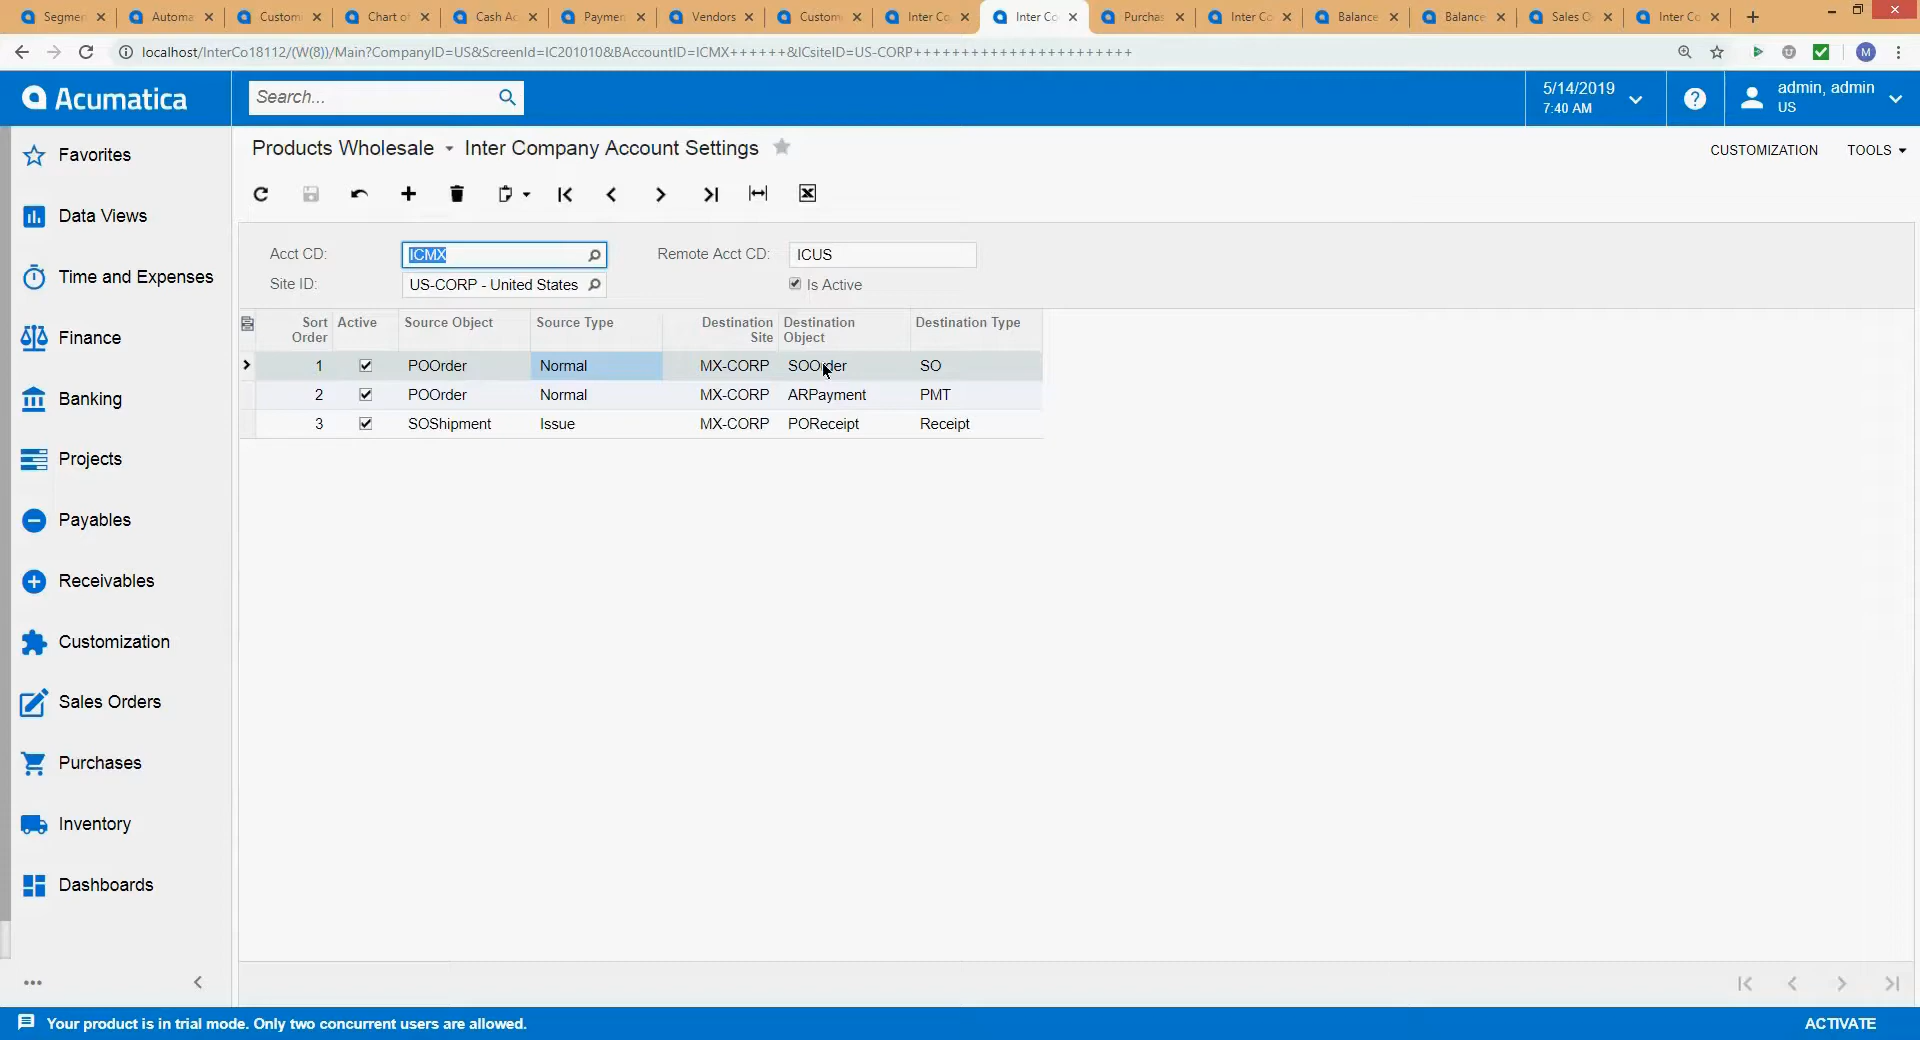 Segmen Automa Custom Chart of Cash Ac Paymen Vendors Custom Inter Co Inter Co Purcha Inter Co Balance Balance Sales O Inter Co
localhost/InterCo18112/(W(8))/Main?CompanyID=US&ScreenId=IC201010&BAccountID=ICMX++++++&ICsiteID=US-CORP+++++++++++++++++++++++
M
Acumatica
Search...
5/14/2019
7:40 AM
?
admin, admin
US
Favorites
Data Views
Time and Expenses
Finance
Banking
Projects
Payables
Receivables
Customization
Sales Orders
Purchases
Inventory
Dashboards
Products Wholesale Inter Company Account Settings
CUSTOMIZATION TOOLS
Acct CD: ICMX Remote Acct CD: ICUS
Site ID: US-CORP - United States Is Active
Sort Order Active Source Object Source Type Destination Site Destination Object Destination Type
1 POOrder Normal MX-CORP SOOrder SO
2 POOrder Normal MX-CORP ARPayment PMT
3 SOShipment Issue MX-CORP POReceipt Receipt
Your product is in trial mode. Only two concurrent users are allowed. ACTIVATE